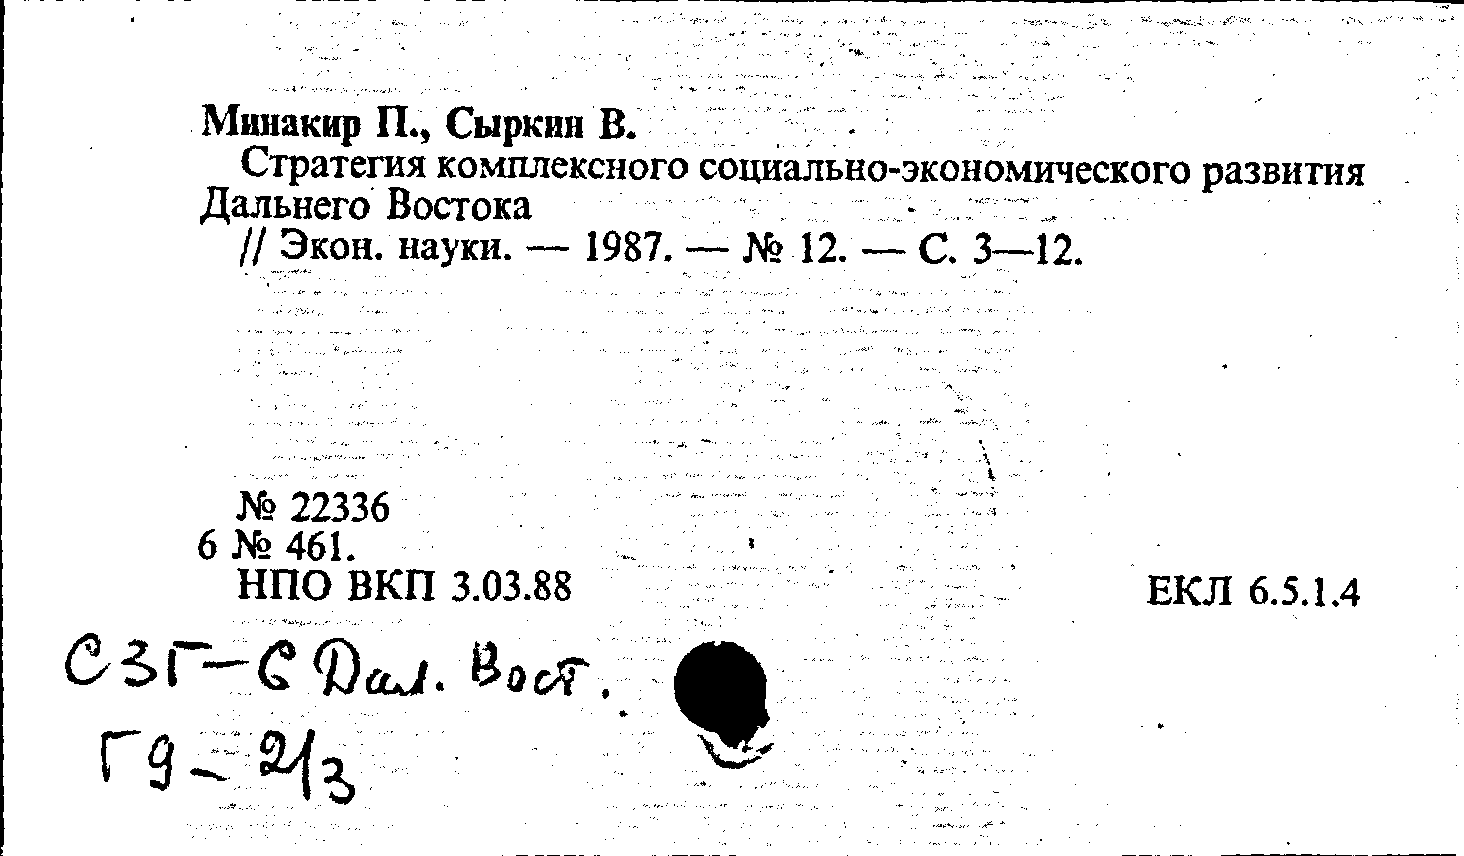 Минакир П., Сыркин В.
Стратегия комплексного социально-экономического развития
Дальнего Востока
// Экон. науки. — 1987. — № 12. — С. 3—12.
№ 22336
6 № 461.
НПО ВКП 3.03.88
ЕКЛ 6.5.1.4
С3Г-6 Дал. Вост.
Г9-2/3